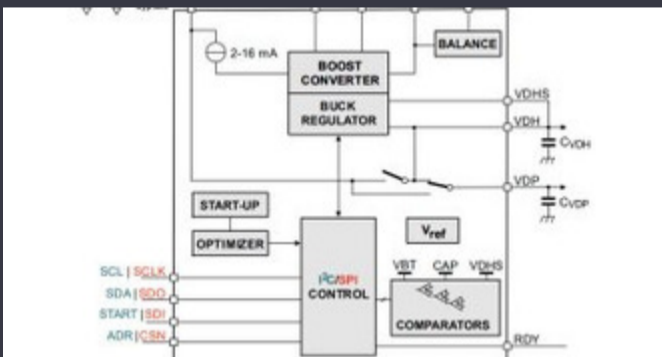 2-16 mA
BALANCE
BOOST
CONVERTER
BUCK
REGULATOR
VDHS
VDH
CVDH
VDP
CVDP
START-UP
OPTIMIZER
Vref
SCL | SCLK
SDA | SDO
START | SDI
ADR | CSN
I²C/SPI
CONTROL
VBT CAP VDHS
COMPARATORS
RDY